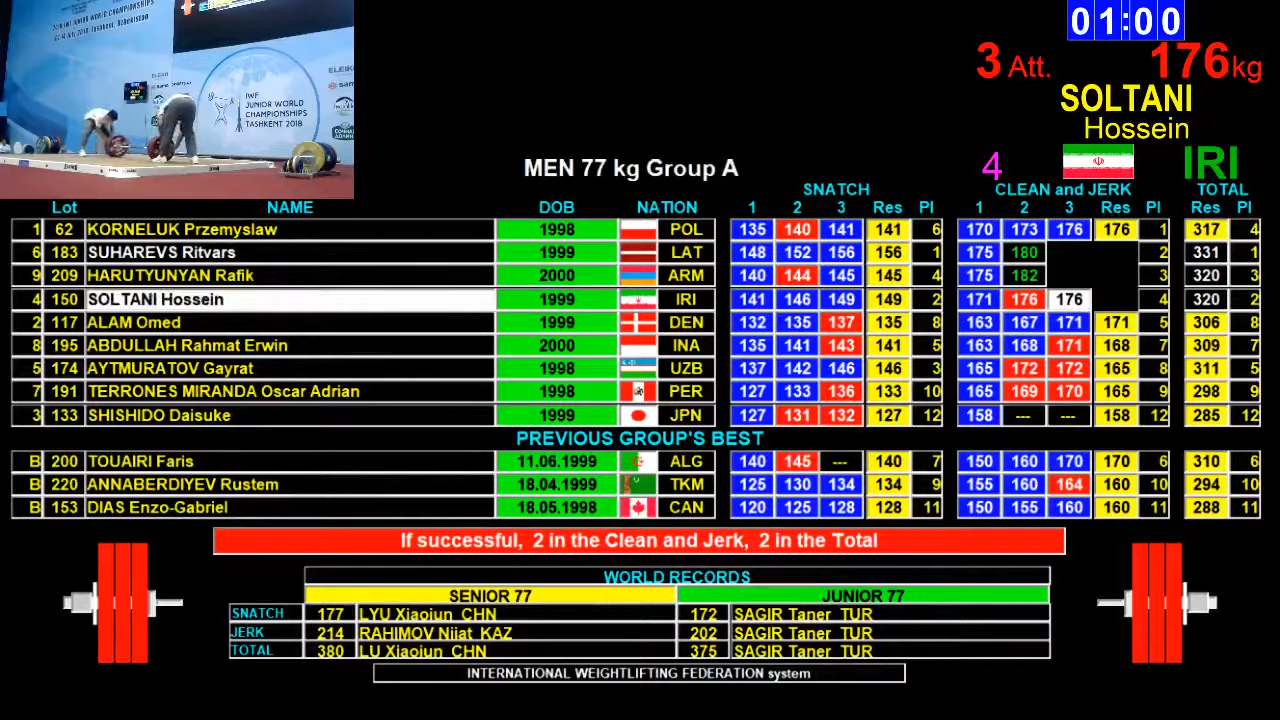 2018 IWF JUNIOR WORLD CHAMPIONSHIPS
07-14 July 2018, Tashkent, Uzbekistan
ELEIKO
IWF
JUNIOR WORLD
CHAMPIONSHIPS
TASHKENT 2018
ELEIKO
01:00
3 Att. 176kg
SOLTANI
Hossein
4 IRI
MEN 77 kg Group A
SNATCH CLEAN and JERK TOTAL
Lot NAME DOB NATION 1 2 3 Res Pl 1 2 3 Res Pl Res Pl
1 62 KORNELUK Przemyslaw 1998 POL 135 140 141 141 6 170 173 176 176 1 317 4
6 183 SUHAREVS Ritvars 1999 LAT 148 152 156 156 1 175 180 2 331 1
9 209 HARUTYUNYAN Rafik 2000 ARM 140 144 145 145 4 175 182 3 320 3
4 150 SOLTANI Hossein 1999 IRI 141 146 149 149 2 171 176 176 4 320 2
2 117 ALAM Omed 1999 DEN 132 135 137 135 8 163 167 171 171 5 306 8
8 195 ABDULLAH Rahmat Erwin 2000 INA 135 141 143 141 5 163 168 171 168 7 309 7
5 174 AYTMURATOV Gayrat 1998 UZB 137 142 146 146 3 165 172 172 165 8 311 5
7 191 TERRONES MIRANDA Oscar Adrian 1998 PER 127 133 136 133 10 165 169 170 165 9 298 9
3 133 SHISHIDO Daisuke 1999 JPN 127 131 132 127 12 158 --- --- 158 12 285 12
PREVIOUS GROUP'S BEST
B 200 TOUAIRI Faris 11.06.1999 ALG 140 145 --- 140 7 150 160 170 170 6 310 6
B 220 ANNABERDIYEV Rustem 18.04.1999 TKM 125 130 134 134 9 155 160 164 160 10 294 10
B 153 DIAS Enzo-Gabriel 18.05.1998 CAN 120 125 128 128 11 150 155 160 160 11 288 11
If successful, 2 in the Clean and Jerk, 2 in the Total
WORLD RECORDS
SENIOR 77 JUNIOR 77
SNATCH 177 LYU Xiaojun CHN 172 SAGIR Taner TUR
JERK 214 RAHIMOV Nijat KAZ 202 SAGIR Taner TUR
TOTAL 380 LU Xiaojun CHN 375 SAGIR Taner TUR
INTERNATIONAL WEIGHTLIFTING FEDERATION system